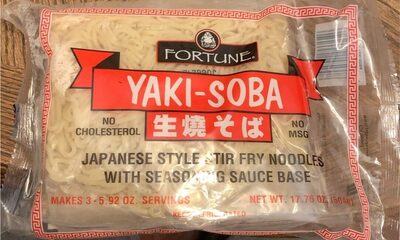 FORTUNE.
YAKI-SOBA
生燒そば
NO
CHOLESTEROL
NO
MSG
JAPANESE STYLE STIR FRY NOODLES
WITH SEASONING SAUCE BASE
MAKES 3 - 5.92 OZ. SERVINGS
NET WT. 17.76 OZ.